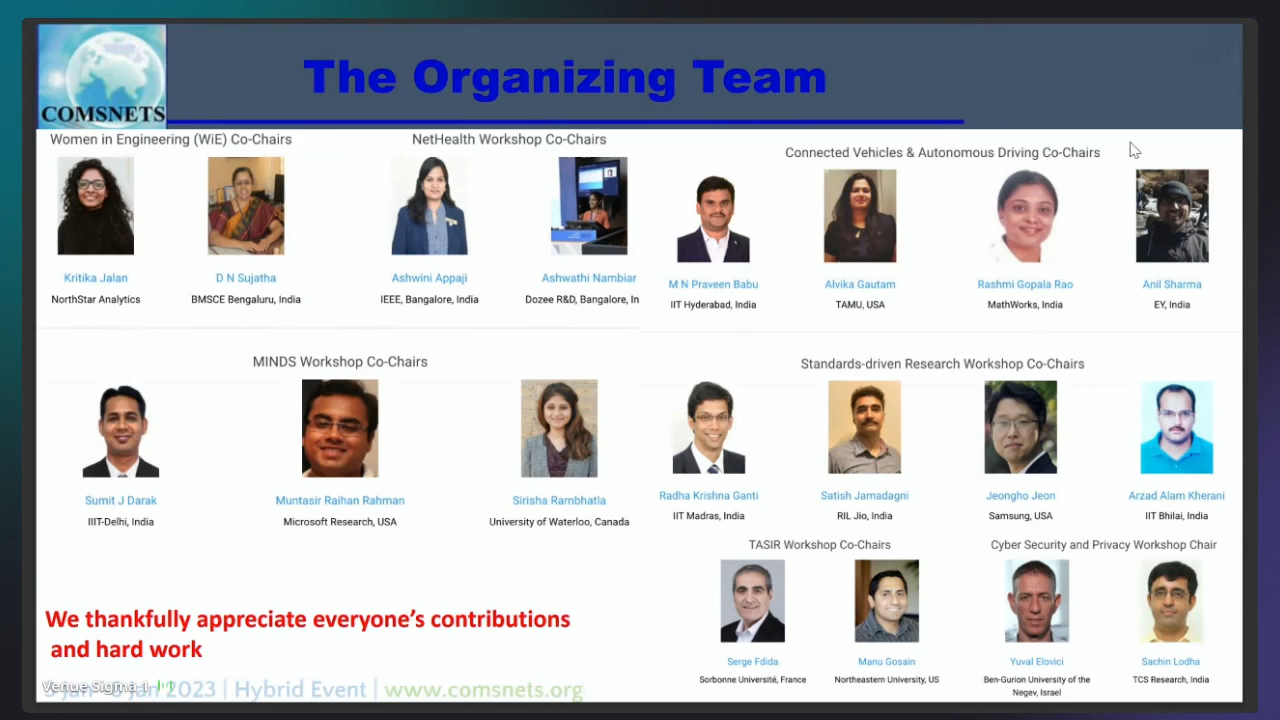 COMSNETS
The Organizing Team
Women in Engineering (WiE) Co-Chairs
Kritika Jalan
NorthStar Analytics
D N Sujatha
BMSCE Bengaluru, India
NetHealth Workshop Co-Chairs
Ashwini Appaji
IEEE, Bangalore, India
Ashwathi Nambiar
Dozee R&D, Bangalore, In
Connected Vehicles & Autonomous Driving Co-Chairs
M N Praveen Babu
IIT Hyderabad, India
Alvika Gautam
TAMU, USA
Rashmi Gopala Rao
MathWorks, India
Anil Sharma
EY, India
MINDS Workshop Co-Chairs
Sumit J Darak
IIIT-Delhi, India
Muntasir Raihan Rahman
Microsoft Research, USA
Sirisha Rambhatla
University of Waterloo, Canada
Standards-driven Research Workshop Co-Chairs
Radha Krishna Ganti
IIT Madras, India
Satish Jamadagni
RIL Jio, India
Jeongho Jeon
Samsung, USA
Arzad Alam Kherani
IIT Bhilai, India
TASIR Workshop Co-Chairs
Serge Fdida
Sorbonne Université, France
Manu Gosain
Northeastern University, US
Cyber Security and Privacy Workshop Chair
Yuval Elovici
Ben-Gurion University of the
Negev, Israel
Sachin Lodha
TCS Research, India
We thankfully appreciate everyone's contributions
and hard work
Venue Sigma-1
2023 | Hybrid Event | www.comsnets.org